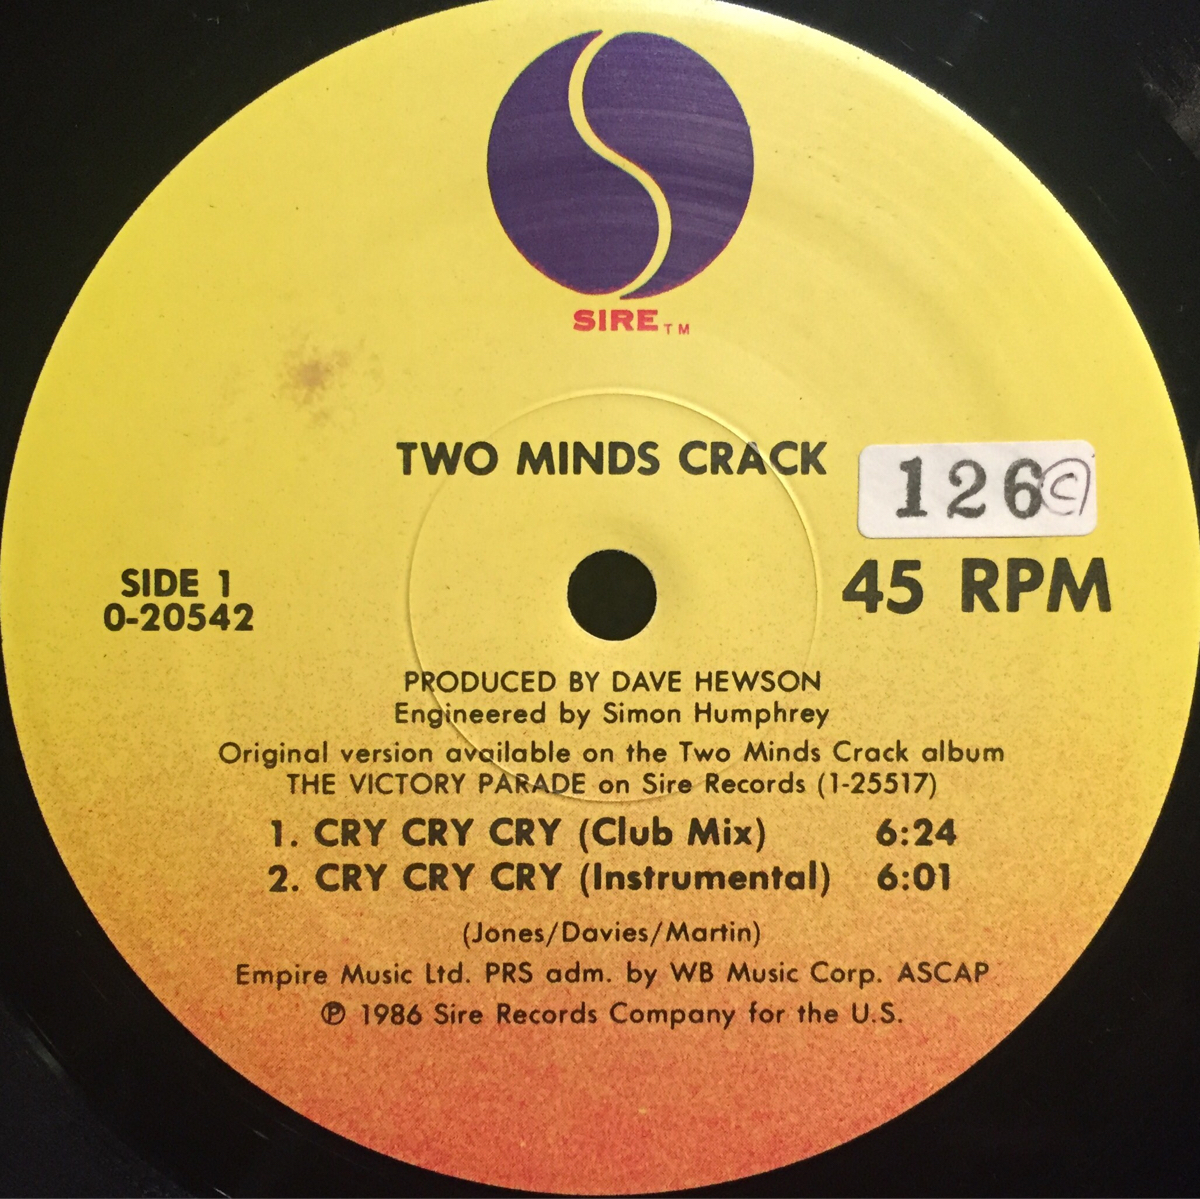 SIRE TM
TWO MINDS CRACK
126 C
SIDE 1
0-20542
45 RPM
PRODUCED BY DAVE HEWSON
Engineered by Simon Humphrey
Original version available on the Two Minds Crack album
THE VICTORY PARADE on Sire Records (1-25517)
1. CRY CRY CRY (Club Mix) 6:24
2. CRY CRY CRY (Instrumental) 6:01
(Jones/Davies/Martin)
Empire Music Ltd. PRS adm. by WB Music Corp. ASCAP
℗ 1986 Sire Records Company for the U.S.